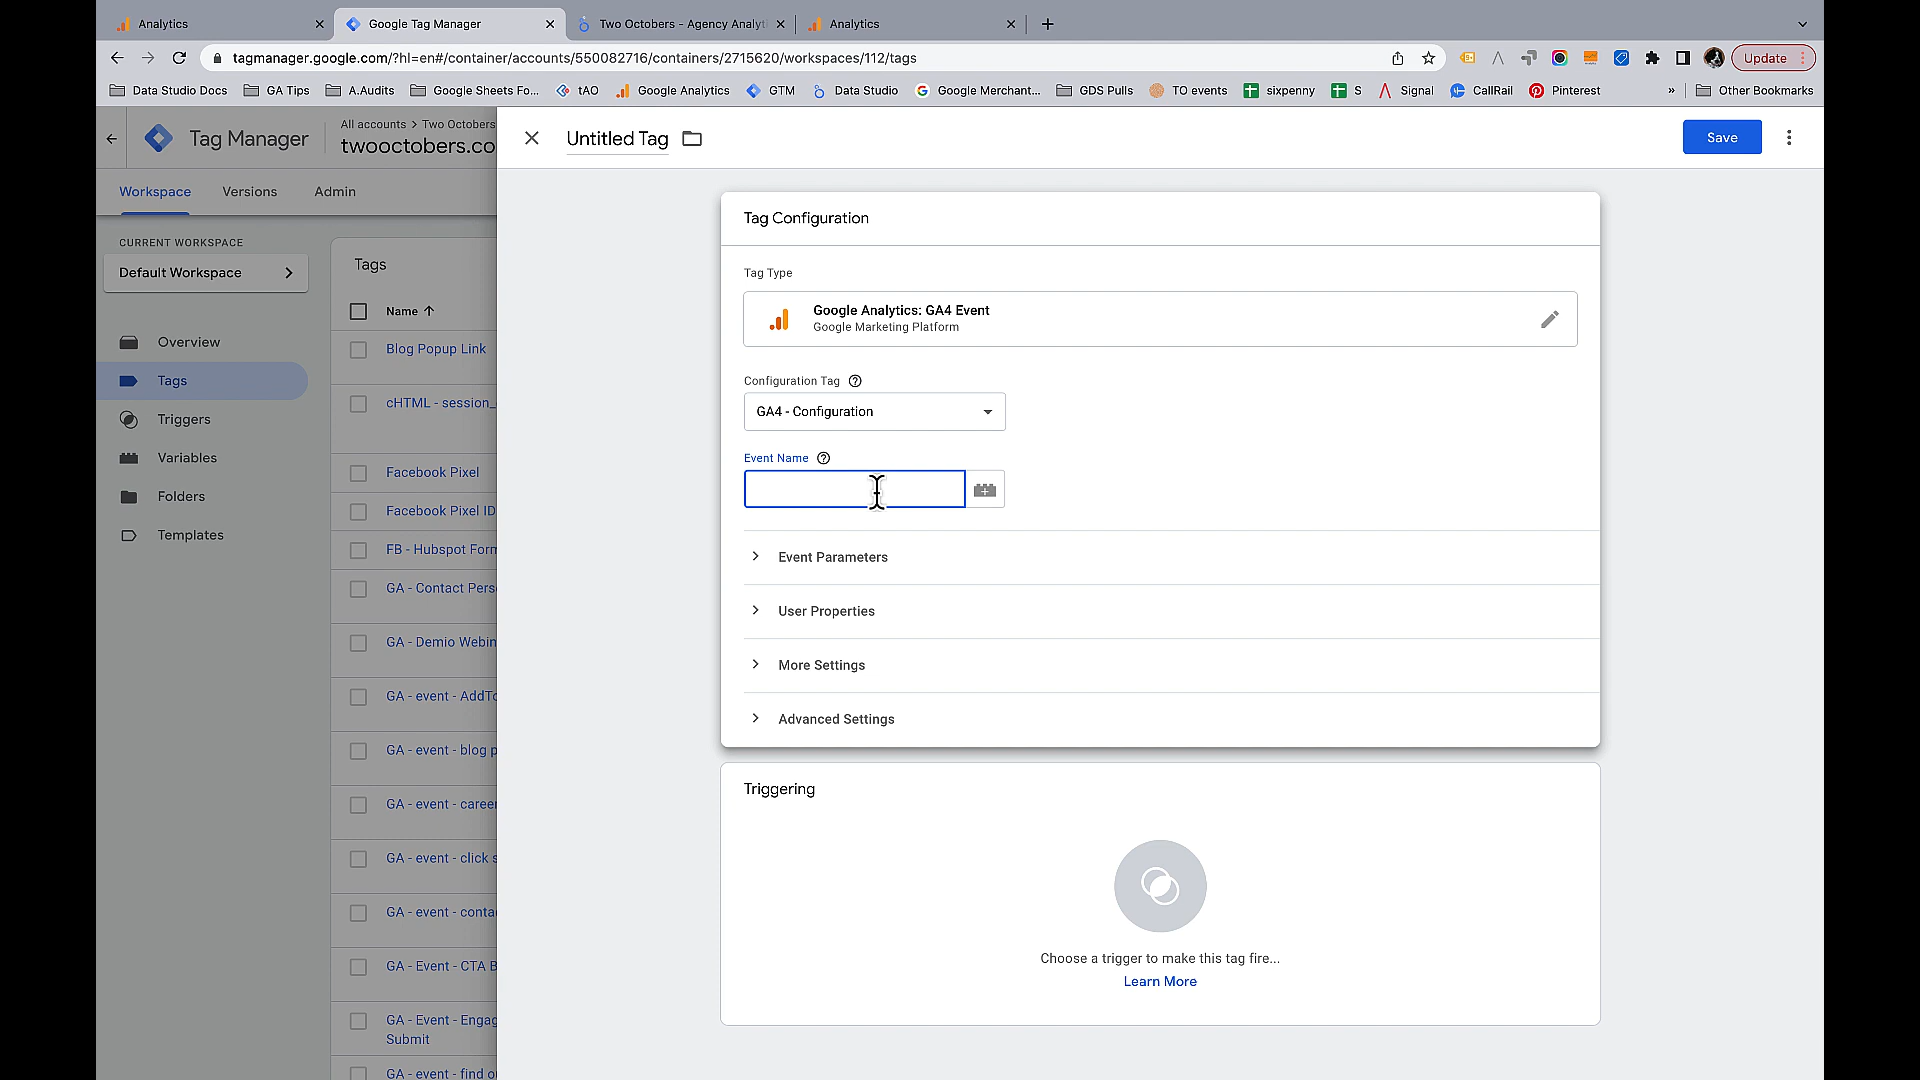 Analytics
Google Tag Manager
Two Octobers - Agency Analyti
Analytics
tagmanager.google.com/?hl=en#/container/accounts/550082716/containers/2715620/workspaces/112/tags
Update
Data Studio Docs
GA Tips
A.Audits
Google Sheets Fo...
tAO
Google Analytics
GTM
Data Studio
Google Merchant...
GDS Pulls
TO events
sixpenny
S
Signal
CallRail
Pinterest
»
Other Bookmarks
Tag Manager
All accounts > Two Octobers
twooctobers.co
Untitled Tag
Save
Workspace
Versions
Admin
CURRENT WORKSPACE
Default Workspace
Overview
Tags
Triggers
Variables
Folders
Templates
Tags
Name
Blog Popup Link
cHTML - session_
Facebook Pixel
Facebook Pixel ID
FB - Hubspot Form
GA - Contact Pers
GA - Demio Webin
GA - event - AddTo
GA - event - blog p
GA - event - career
GA - event - click s
GA - event - conta
GA - Event - CTA B
GA - Event - Engag
Submit
GA - event - find o
Tag Configuration
Tag Type
Google Analytics: GA4 Event
Google Marketing Platform
Configuration Tag
GA4 - Configuration
Event Name
Event Parameters
User Properties
More Settings
Advanced Settings
Triggering
Choose a trigger to make this tag fire...
Learn More